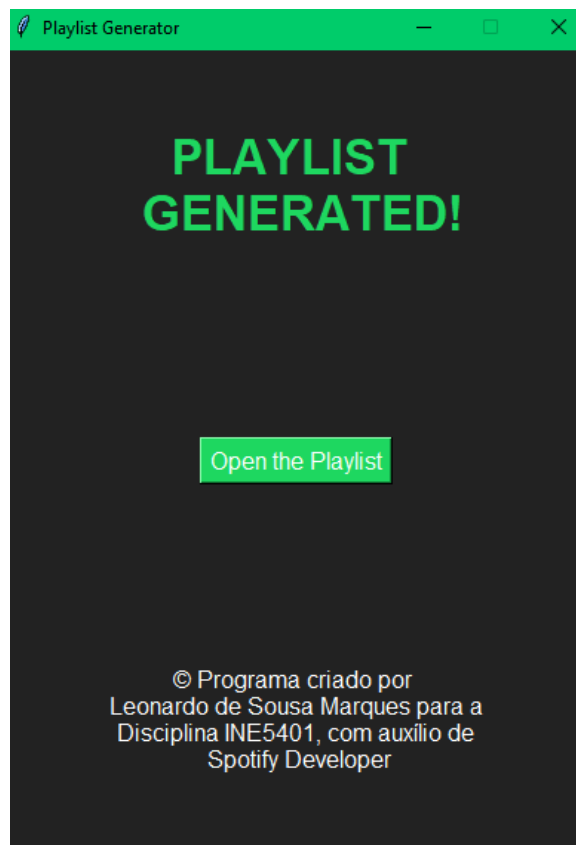 Playlist Generator
PLAYLIST
GENERATED!
Open the Playlist
© Programa criado por
Leonardo de Sousa Marques para a
Disciplina INE5401, com auxílio de
Spotify Developer